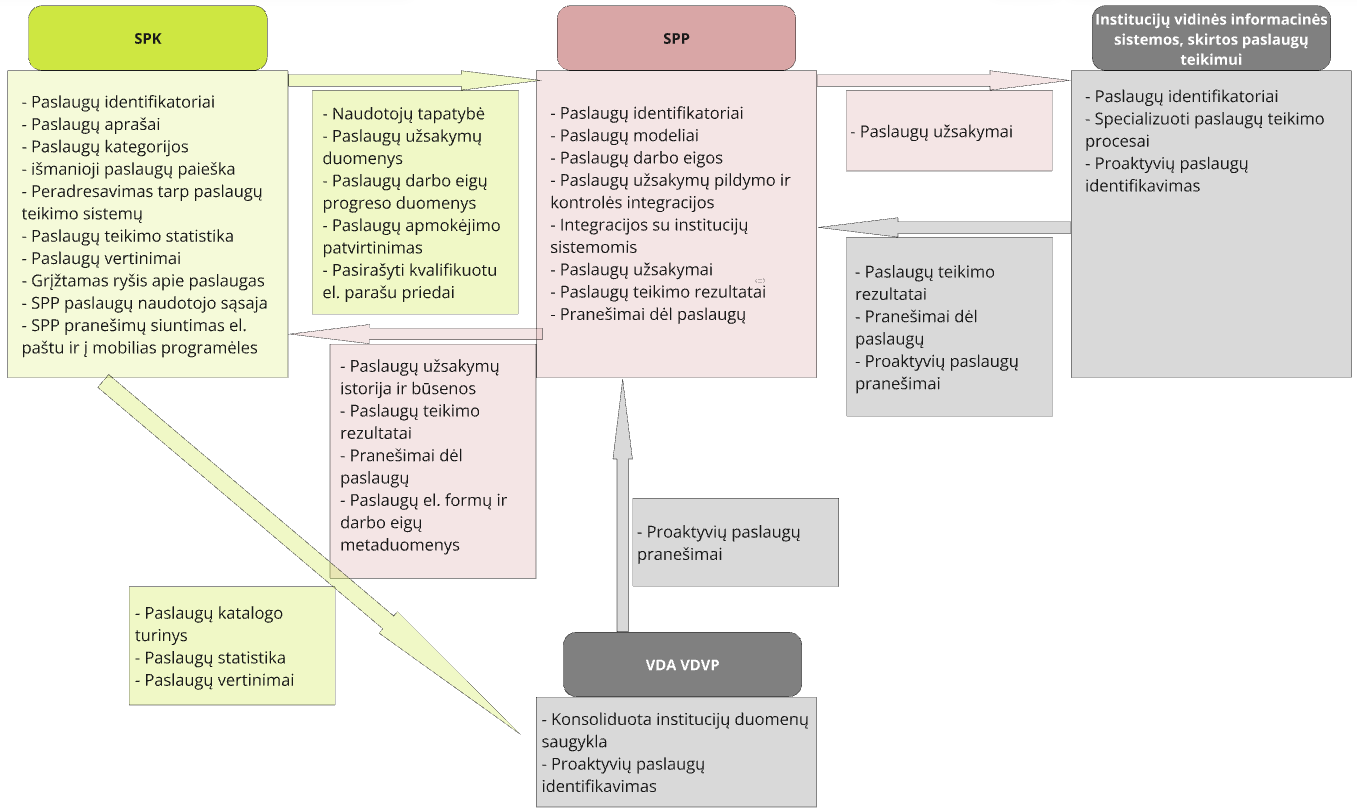 SPK
- Paslaugų identifikatoriai
- Paslaugų aprašai
- Paslaugų kategorijos
- išmanioji paslaugų paieška
- Peradresavimas tarp paslaugų
teikimo sistemų
- Paslaugų teikimo statistika
- Paslaugų vertinimai
- Grįžtamas ryšis apie paslaugas
- SPP paslaugų naudotojo sąsaja
- SPP pranešimų siuntimas el.
paštu ir į mobilias programėles
- Naudotojų tapatybė
- Paslaugų užsakymų
duomenys
- Paslaugų darbo eigų
progreso duomenys
- Paslaugų apmokėjimo
patvirtinimas
- Pasirašyti kvalifikuotu
el. parašu priedai
SPP
- Paslaugų identifikatoriai
- Paslaugų modeliai
- Paslaugų darbo eigos
- Paslaugų užsakymų pildymo ir
kontrolės integracijos
- Integracijos su institucijų
sistemomis
- Paslaugų užsakymai
- Paslaugų teikimo rezultatai
- Pranešimai dėl paslaugų
- Paslaugų užsakymai
Institucijų vidinės informacinės
sistemos, skirtos paslaugų
teikimui
- Paslaugų identifikatoriai
- Specializuoti paslaugų teikimo
procesai
- Proaktyvių paslaugų
identifikavimas
- Paslaugų teikimo
rezultatai
- Pranešimai dėl
paslaugų
- Proaktyvių paslaugų
pranešimai
- Paslaugų užsakymų
istorija ir būsenos
- Paslaugų teikimo
rezultatai
- Pranešimai dėl
paslaugų
- Paslaugų el. formų ir
darbo eigų
metaduomenys
- Proaktyvių paslaugų
pranešimai
- Paslaugų katalogo
turinys
- Paslaugų statistika
- Paslaugų vertinimai
VDA VDVP
- Konsoliduota institucijų duomenų
saugykla
- Proaktyvių paslaugų
identifikavimas